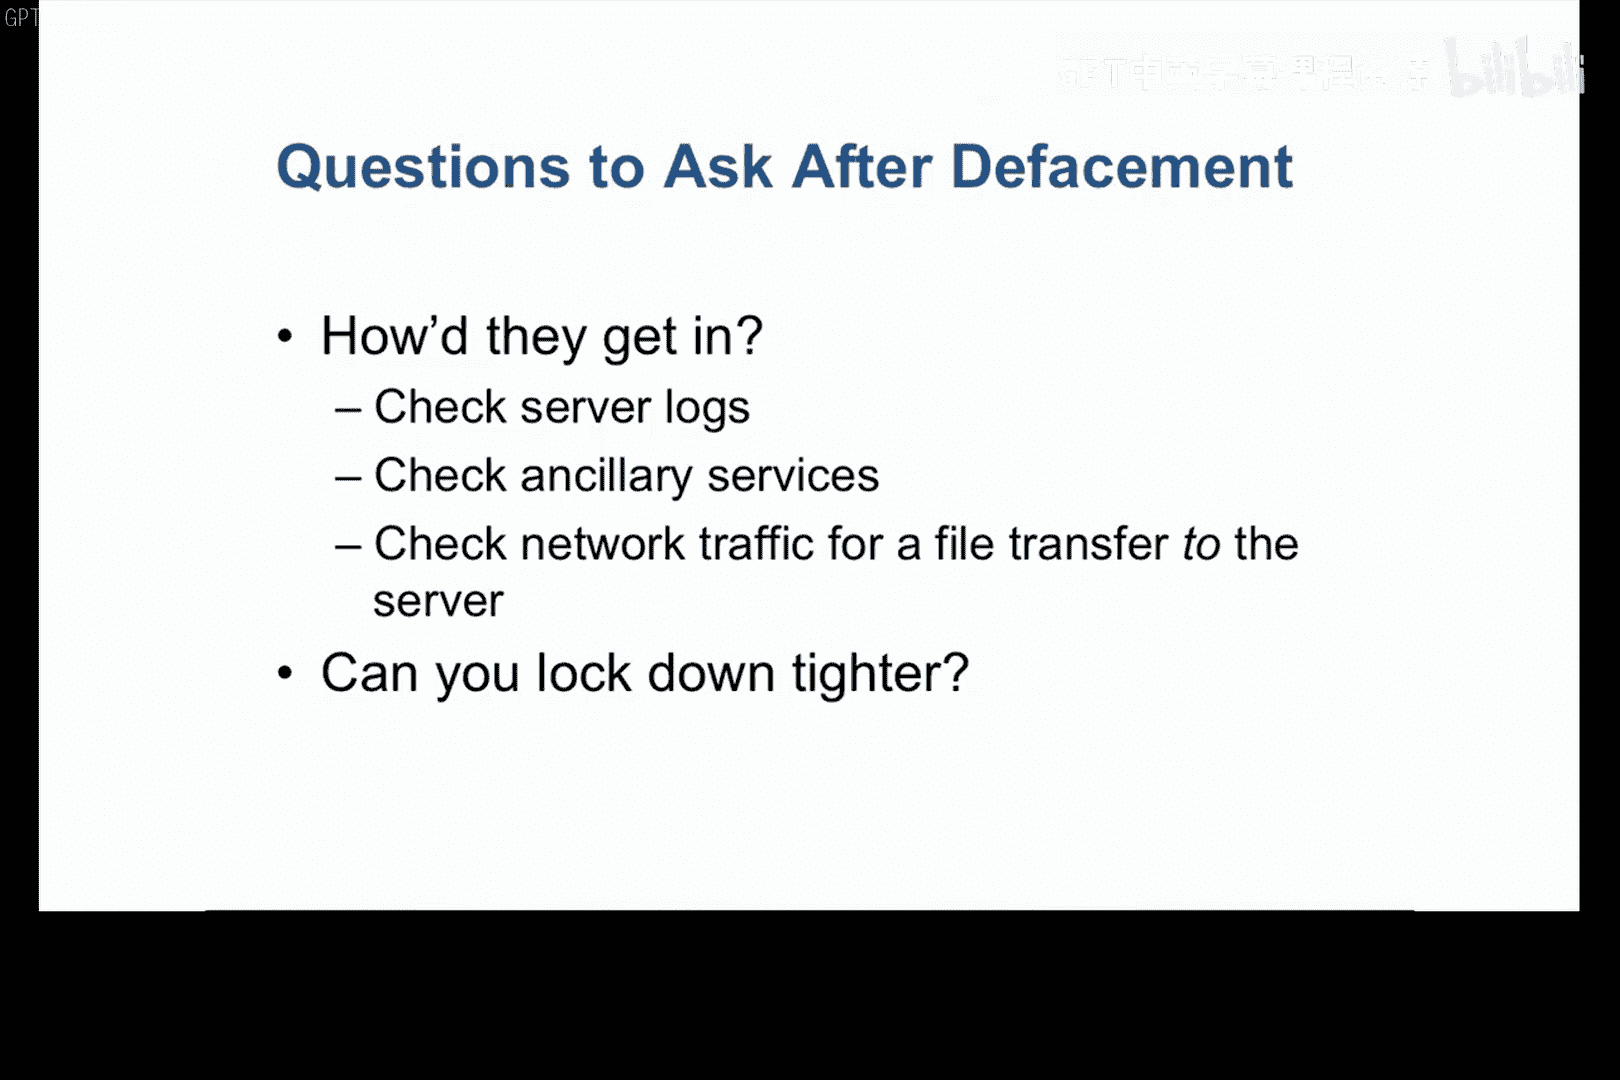 GPT
bilibili
Questions to Ask After Defacement
• How’d they get in?
– Check server logs
– Check ancillary services
– Check network traffic for a file transfer to the
server
• Can you lock down tighter?